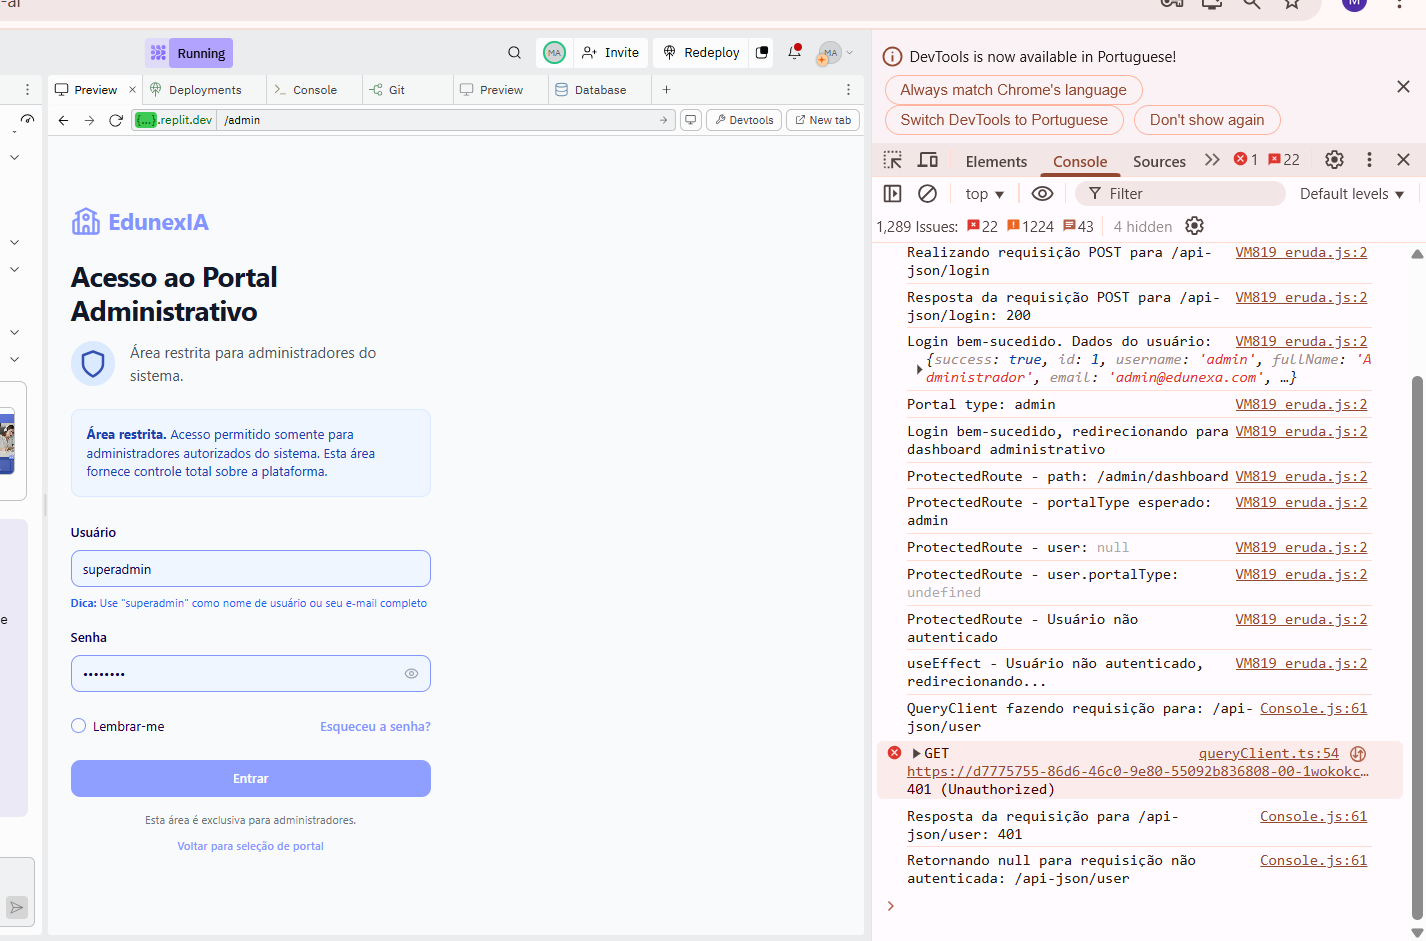 -ai
M
Running
MA
Invite
Redeploy
MA
Preview
Deployments
Console
Git
Preview
Database
{...}.replit.dev
/admin
Devtools
New tab
EdunexIA
Acesso ao Portal
Administrativo
Área restrita para administradores do
sistema.
Área restrita. Acesso permitido somente para
administradores autorizados do sistema. Esta área
fornece controle total sobre a plataforma.
Usuário
superadmin
Dica: Use "superadmin" como nome de usuário ou seu e-mail completo
Senha
••••••••
Lembrar-me
Esqueceu a senha?
Entrar
Esta área é exclusiva para administradores.
Voltar para seleção de portal
e
DevTools is now available in Portuguese!
Always match Chrome's language
Switch DevTools to Portuguese
Don't show again
Elements
Console
Sources
1
22
top
Filter
Default levels
1,289 Issues:
22
1224
43
4 hidden
Realizando requisição POST para /api-
json/login
VM819 eruda.js:2
Resposta da requisição POST para /api-
json/login: 200
VM819 eruda.js:2
Login bem-sucedido. Dados do usuário:
VM819 eruda.js:2
{success: true, id: 1, username: 'admin', fullName: 'A
dministrador', email: 'admin@edunexa.com', …}
Portal type: admin
VM819 eruda.js:2
Login bem-sucedido, redirecionando para
dashboard administrativo
VM819 eruda.js:2
ProtectedRoute - path: /admin/dashboard
VM819 eruda.js:2
ProtectedRoute - portalType esperado:
admin
VM819 eruda.js:2
ProtectedRoute - user: null
VM819 eruda.js:2
ProtectedRoute - user.portalType:
undefined
VM819 eruda.js:2
ProtectedRoute - Usuário não
autenticado
VM819 eruda.js:2
useEffect - Usuário não autenticado,
redirecionando...
VM819 eruda.js:2
QueryClient fazendo requisição para: /api-
json/user
Console.js:61
GET
queryClient.ts:54
https://d7775755-86d6-46c0-9e80-55092b836808-00-1wokokc…
401 (Unauthorized)
Resposta da requisição para /api-
json/user: 401
Console.js:61
Retornando null para requisição não
autenticada: /api-json/user
Console.js:61